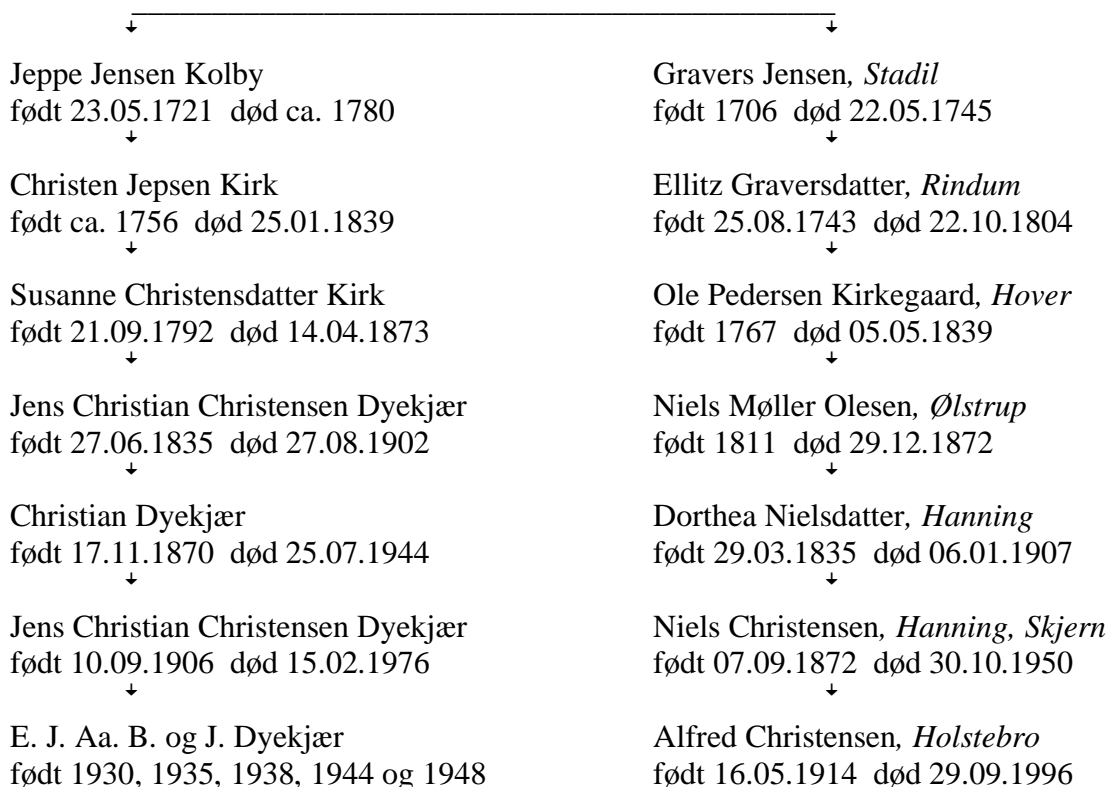 Jeppe Jensen Kolby
født 23.05.1721 død ca. 1780
Christen Jepsen Kirk
født ca. 1756 død 25.01.1839
Susanne Christensdatter Kirk
født 21.09.1792 død 14.04.1873
Jens Christian Christensen Dyekjær
født 27.06.1835 død 27.08.1902
Christian Dyekjær
født 17.11.1870 død 25.07.1944
Jens Christian Christensen Dyekjær
født 10.09.1906 død 15.02.1976
E. J. Aa. B. og J. Dyekjær
født 1930, 1935, 1938, 1944 og 1948
Gravers Jensen, Stadil
født 1706 død 22.05.1745
Ellitz Graversdatter, Rindum
født 25.08.1743 død 22.10.1804
Ole Pedersen Kirkegaard, Hover
født 1767 død 05.05.1839
Niels Møller Olesen, Ølstrup
født 1811 død 29.12.1872
Dorthea Nielsdatter, Hanning
født 29.03.1835 død 06.01.1907
Niels Christensen, Hanning, Skjern
født 07.09.1872 død 30.10.1950
Alfred Christensen, Holstebro
født 16.05.1914 død 29.09.1996